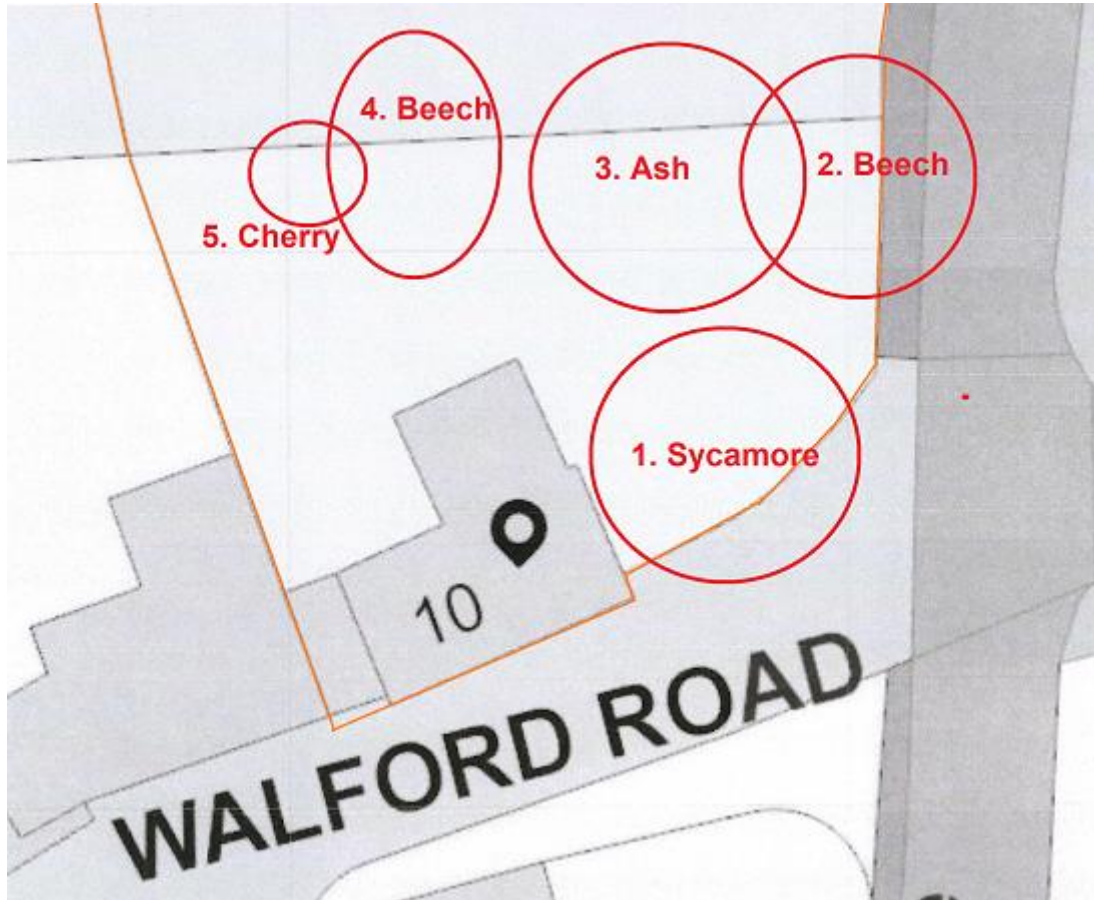 4. Beech
3. Ash
2. Beech
5. Cherry
1. Sycamore
10
WALFORD ROAD